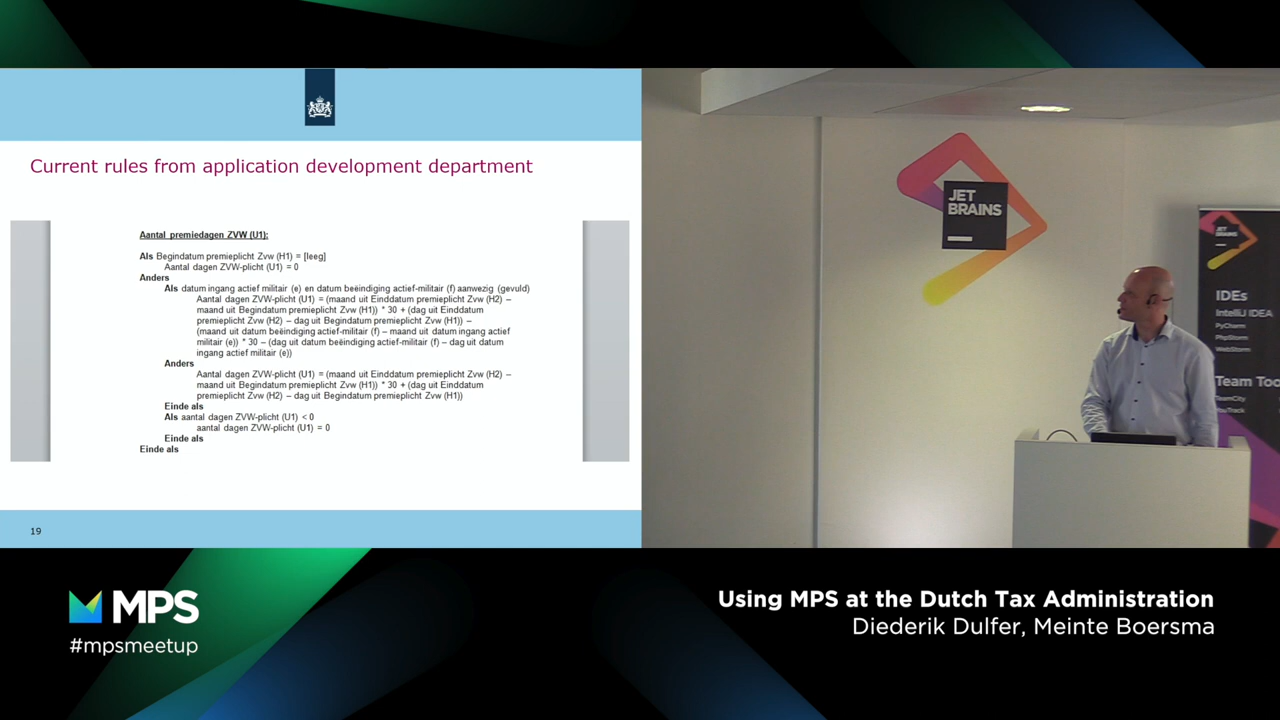 Current rules from application development department
Aantal premiedagen ZVW (U1):
Als Begindatum premieplicht Zvw (H1) = [leeg]
Aantal dagen ZVW-plicht (U1) = 0
Anders
Als datum ingang actief militair (e) en datum beëindiging actief-militair (f) aanwezig (gevuld)
Aantal dagen ZVW-plicht (U1) = (maand uit Einddatum premieplicht Zvw (H2) –
maand uit Begindatum premieplicht Zvw (H1)) * 30 + (dag uit Einddatum
premieplicht Zvw (H2) – dag uit Begindatum premieplicht Zvw (H1)) –
(maand uit datum beëindiging actief-militair (f) – maand uit datum ingang actief
militair (e)) * 30 – (dag uit datum beëindiging actief-militair (f) – dag uit datum
ingang actief militair (e))
Anders
Aantal dagen ZVW-plicht (U1) = (maand uit Einddatum premieplicht Zvw (H2) –
maand uit Begindatum premieplicht Zvw (H1)) * 30 + (dag uit Einddatum
premieplicht Zvw (H2) – dag uit Begindatum premieplicht Zvw (H1))
Einde als
Als aantal dagen ZVW-plicht (U1) < 0
aantal dagen ZVW-plicht (U1) = 0
Einde als
Einde als
19
JET
BRAINS
JET
BRAINS
IDEs
IntelliJ IDEA
PyCharm
PhpStorm
WebStorm
Team Too
TeamCity
YouTrack
MPS
#mpsmeetup
Using MPS at the Dutch Tax Administration
Diederik Dulfer, Meinte Boersma